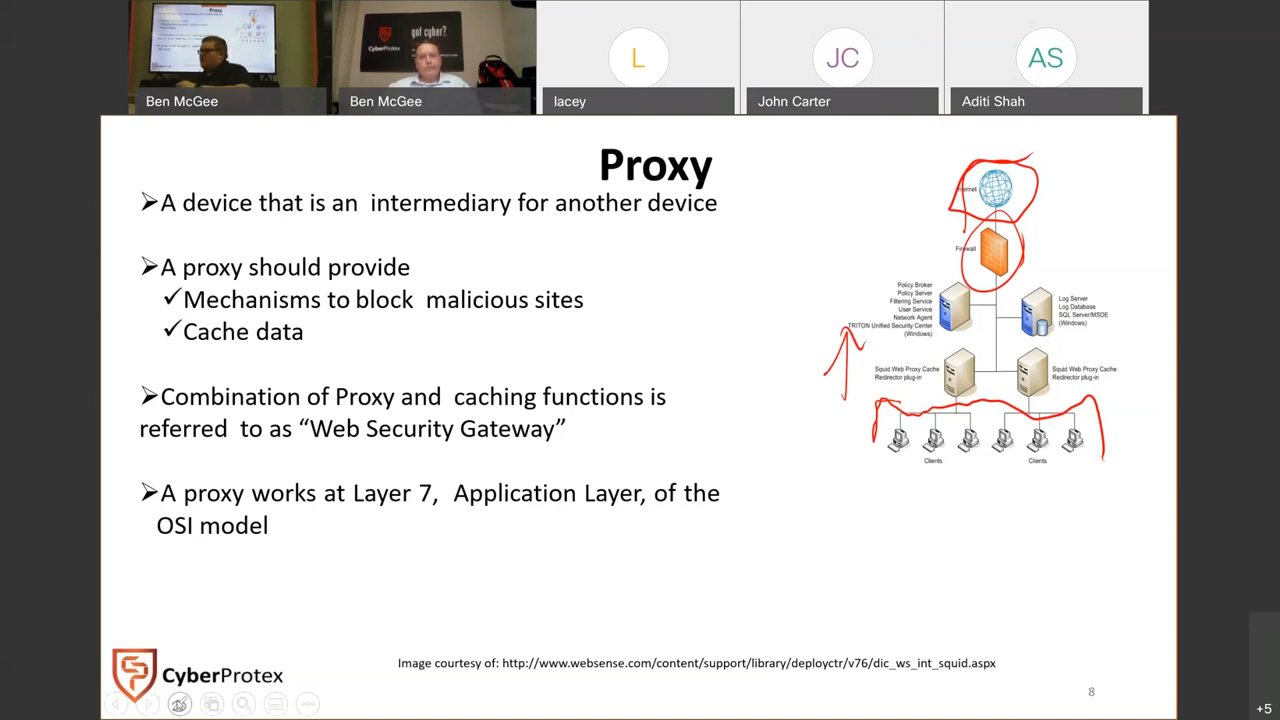 Proxy
CyberProtex
got cyber?
Ben McGee
Ben McGee
L
lacey
JC
John Carter
AS
Aditi Shah
Proxy
➢A device that is an intermediary for another device
➢A proxy should provide
✓Mechanisms to block malicious sites
✓Cache data
➢Combination of Proxy and caching functions is
referred to as “Web Security Gateway”
➢A proxy works at Layer 7, Application Layer, of the
OSI model
Internet
Firewall
Policy Broker
Policy Server
Filtering Service
User Service
Network Agent
TRITON Unified Security Center
(Windows)
Log Server
Log Database
SQL Server/MSDE
(Windows)
Squid Web Proxy Cache
Redirector plug-in
Squid Web Proxy Cache
Redirector plug-in
Clients
Clients
Image courtesy of: http://www.websense.com/content/support/library/deployctr/v76/dic_ws_int_squid.aspx
CyberProtex
8
+5